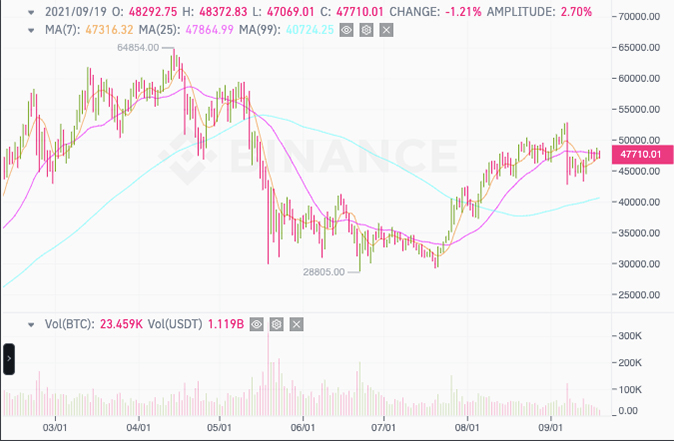 2021/09/19 O: 48292.75 H: 48372.83 L: 47069.01 C: 47710.01 CHANGE: -1.21% AMPLITUDE: 2.70%
MA(7): 47316.32 MA(25): 47864.99 MA(99): 40724.25
70000.00
64854.00
65000.00
60000.00
55000.00
50000.00
BINANCE
47710.01
45000.00
40000.00
35000.00
30000.00
28805.00
25000.00
Vol(BTC): 23.459K Vol(USDT) 1.119B
300K
200K
100K
0.00
03/01 04/01 05/01 06/01 07/01 08/01 09/01